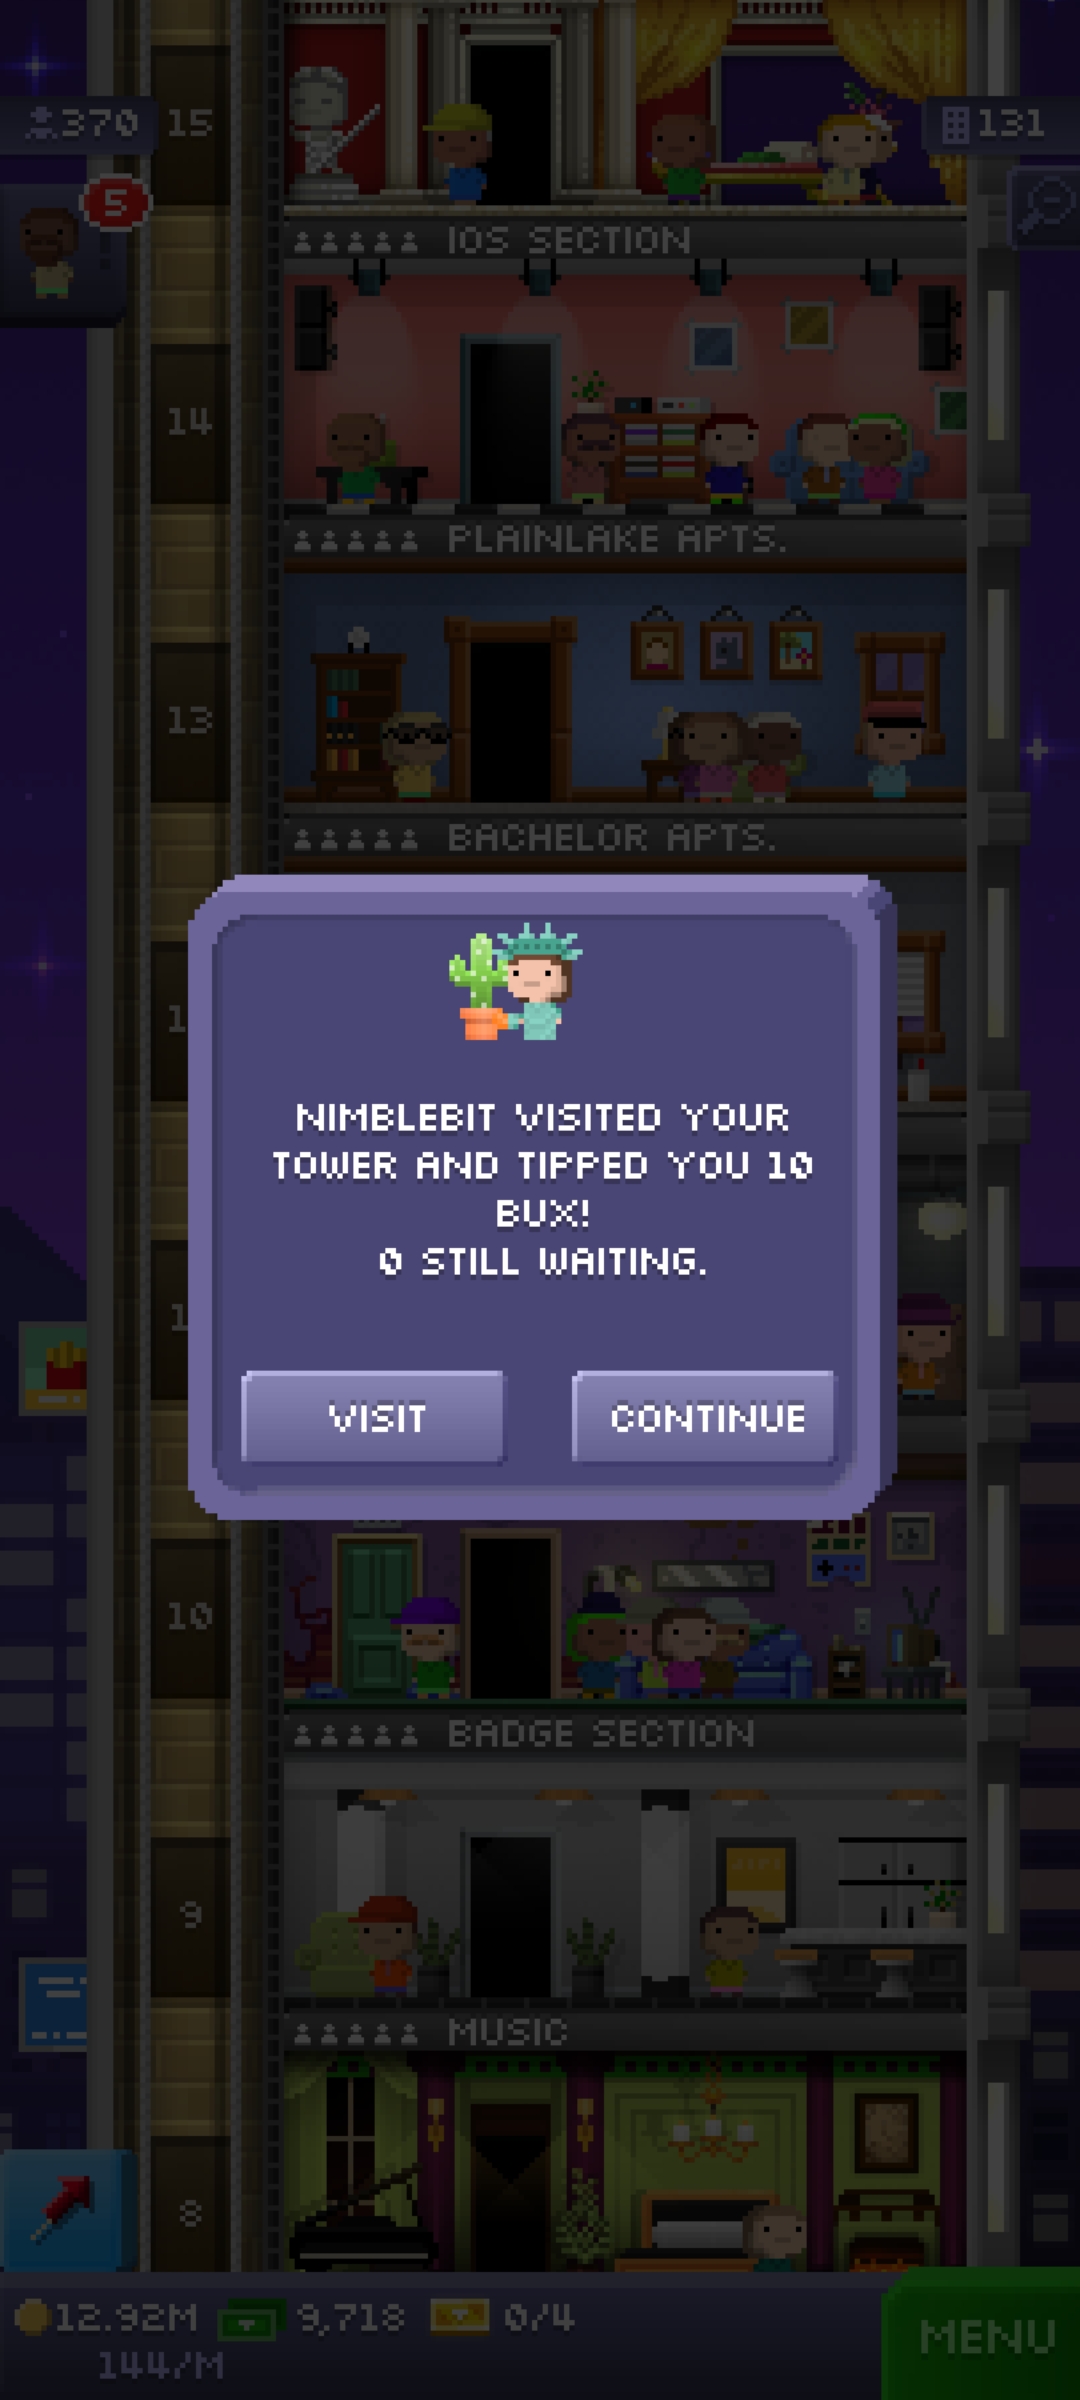 370
15
131
5
IOS SECTION
14
PLAINLAKE APTS.
13
BACHELOR APTS.
1
NIMBLEBIT VISITED YOUR
TOWER AND TIPPED YOU 10
BUX!
0 STILL WAITING.
1
VISIT
CONTINUE
10
BADGE SECTION
9
MUSIC
8
12.92M
9,718
0/4
144/M
MENU